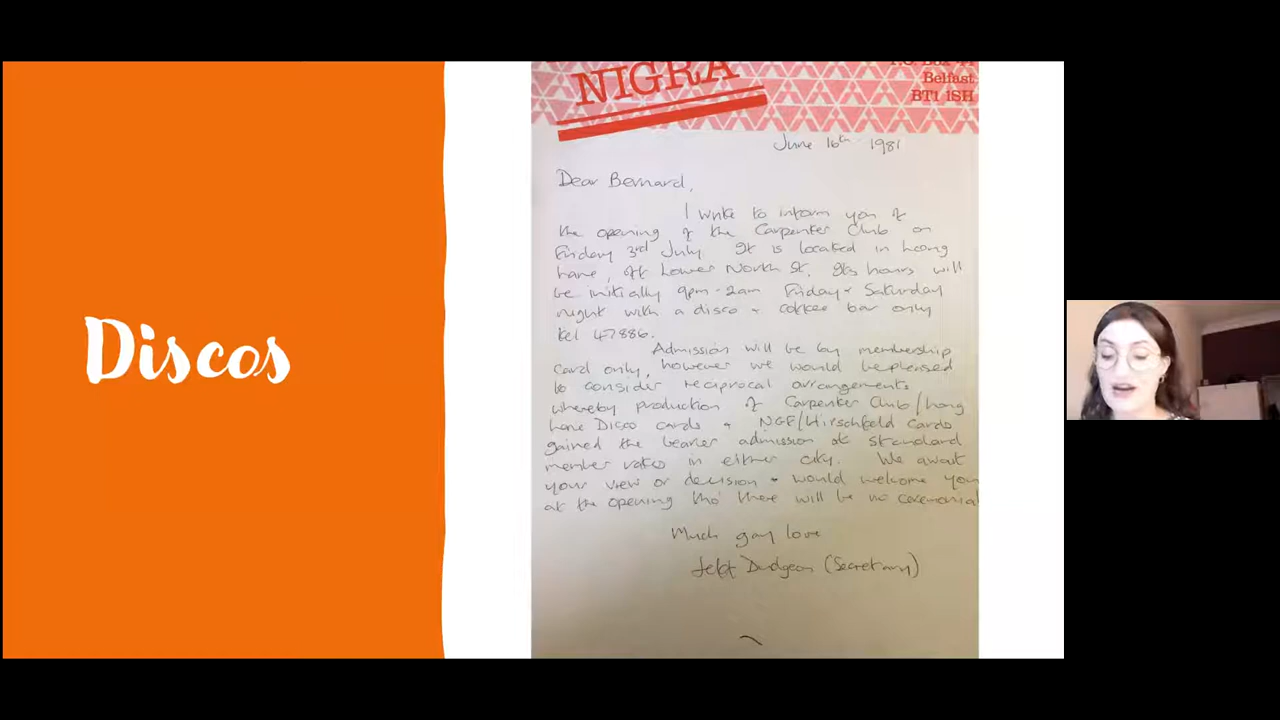 Discos
NIGRA
Belfast
BT1 1SH
June 16th 1981
Dear Bernard,
I write to inform you of
the opening of the Carpenter Club on
Friday 3rd July. It is located in Long
Lane, off Lower North St. Its hours will
be initially 9pm - 2am Friday + Saturday
night with a disco + coffee bar only
tel 47886.
Admission will be by membership
card only, however we would be pleased
to consider reciprocal arrangements
whereby production of Carpenter Club/Long
Lane Disco cards + NGF/Hirschfeld cards
gained the bearer admission at standard
member rates in either city. We await
your view or decision + would welcome you
at the opening tho' there will be no ceremonial
Much gay love
Jeff Dudgeon (Secretary)